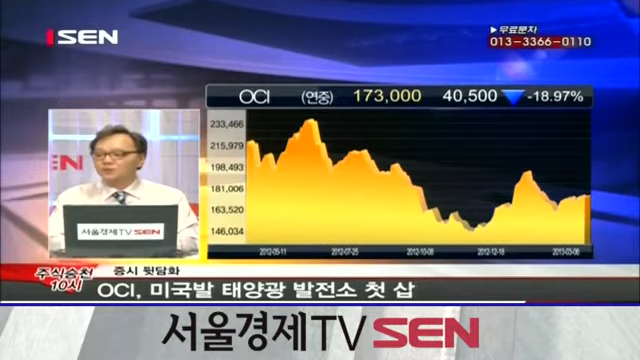 SEN
▶무료문자
013-3366-0110
OCI (연중) 173,000 40,500 ▼ -18.97%
233,466
215,979
198,493
181,006
163,520
146,034
2012-05-11 2012-07-25 2012-10-08 2012-12-18 2013-03-06
EN
서울경제TV SEN
주식승천 10시
증시 뒷담화
OCI, 미국발 태양광 발전소 첫 삽
서울경제TV SEN